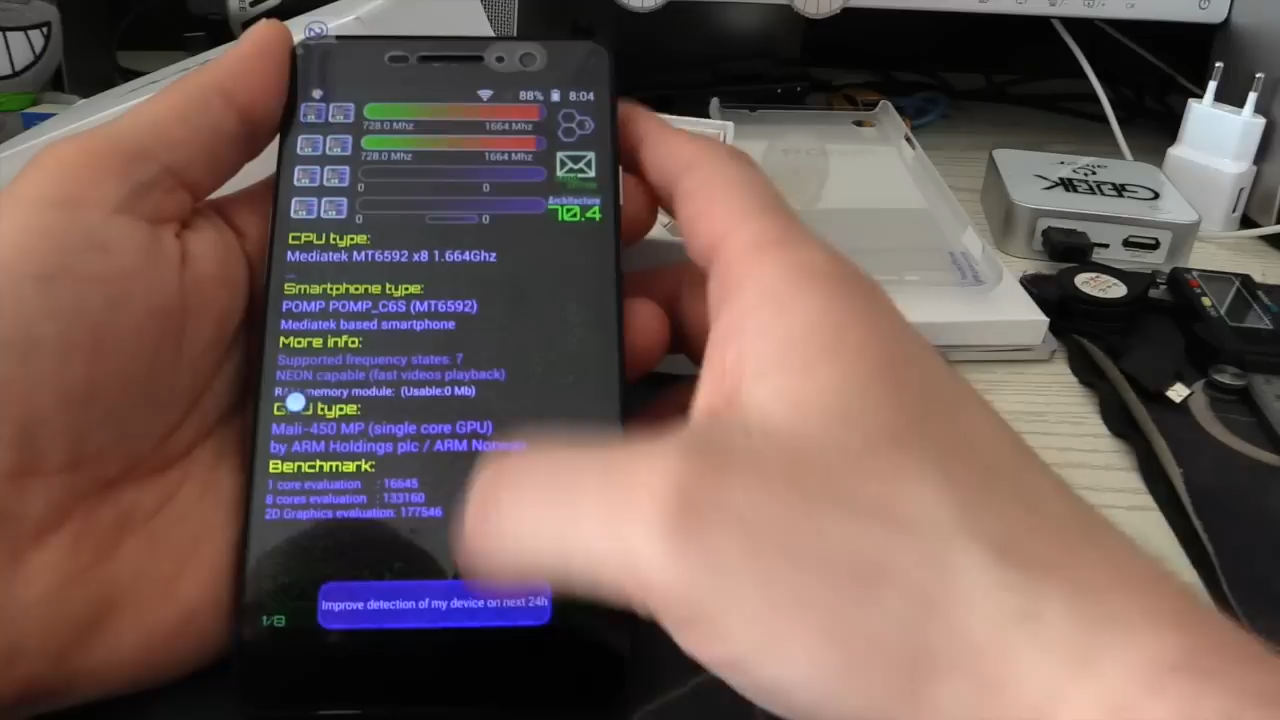 88% 8:04
728.0 Mhz 1664 Mhz
728.0 Mhz 1664 Mhz
0 0
Architecture
0 0
70.4
CPU type:
Mediatek MT6592 x8 1.664Ghz
Smartphone type:
POMP POMP_C6S (MT6592)
Mediatek based smartphone
More info:
Supported frequency states: 7
NEON capable (fast videos playback)
memory module: (Usable:0 Mb)
type:
Mali-450 MP (single core GPU)
by ARM Holdings plc / ARM
Benchmark:
1 core evaluation : 16645
8 cores evaluation : 133160
2D Graphics evaluation: 177546
Improve detection of my device on next 24h
1/8
GEEK